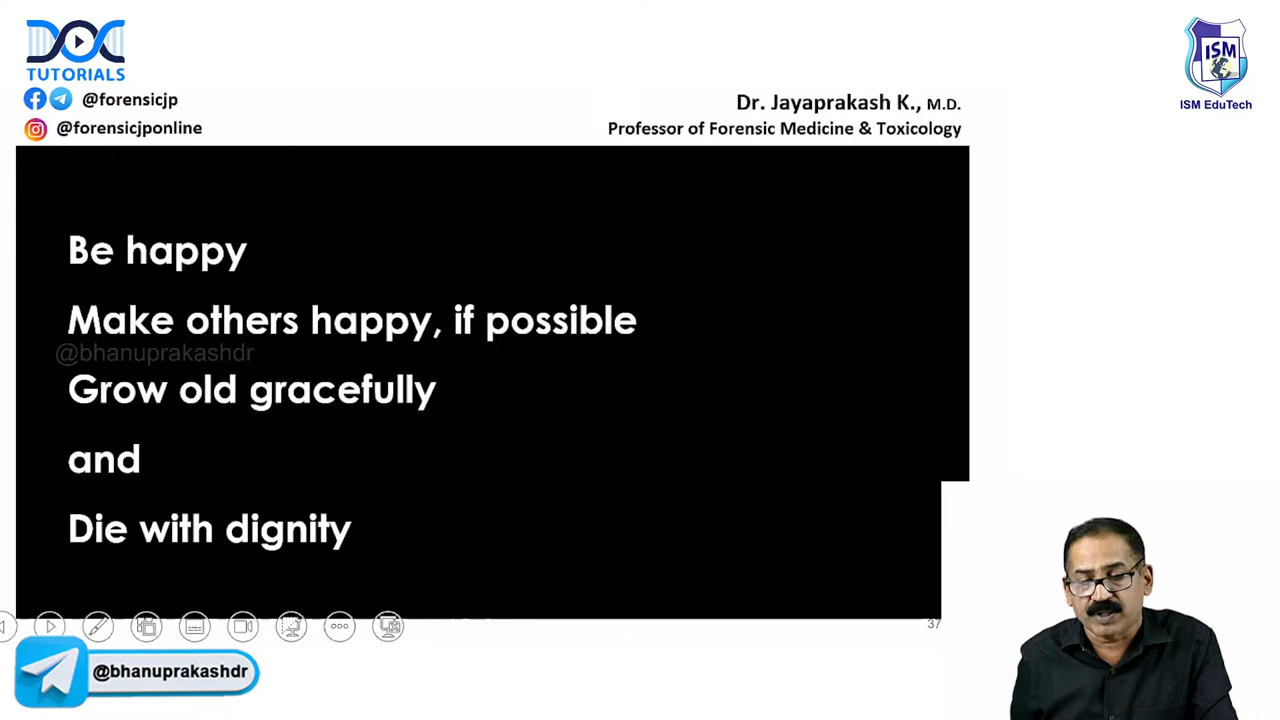 DOC
TUTORIALS
@forensicjp
@forensicjponline
Dr. Jayaprakash K., M.D.
Professor of Forensic Medicine & Toxicology
ISM
ISM EduTech
Be happy
Make others happy, if possible
@bhanuprakashdr
Grow old gracefully
and
Die with dignity
37
@bhanuprakashdr